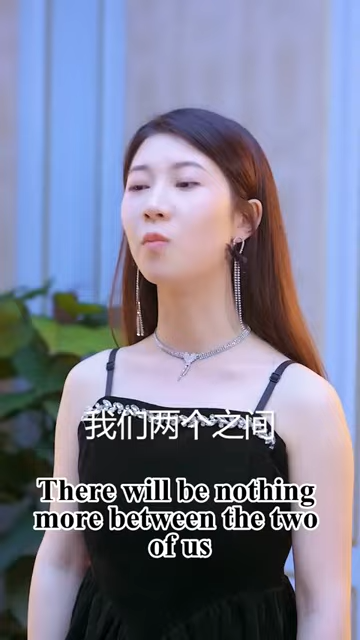 我们两个之间
There will be nothing
more between the two
of us